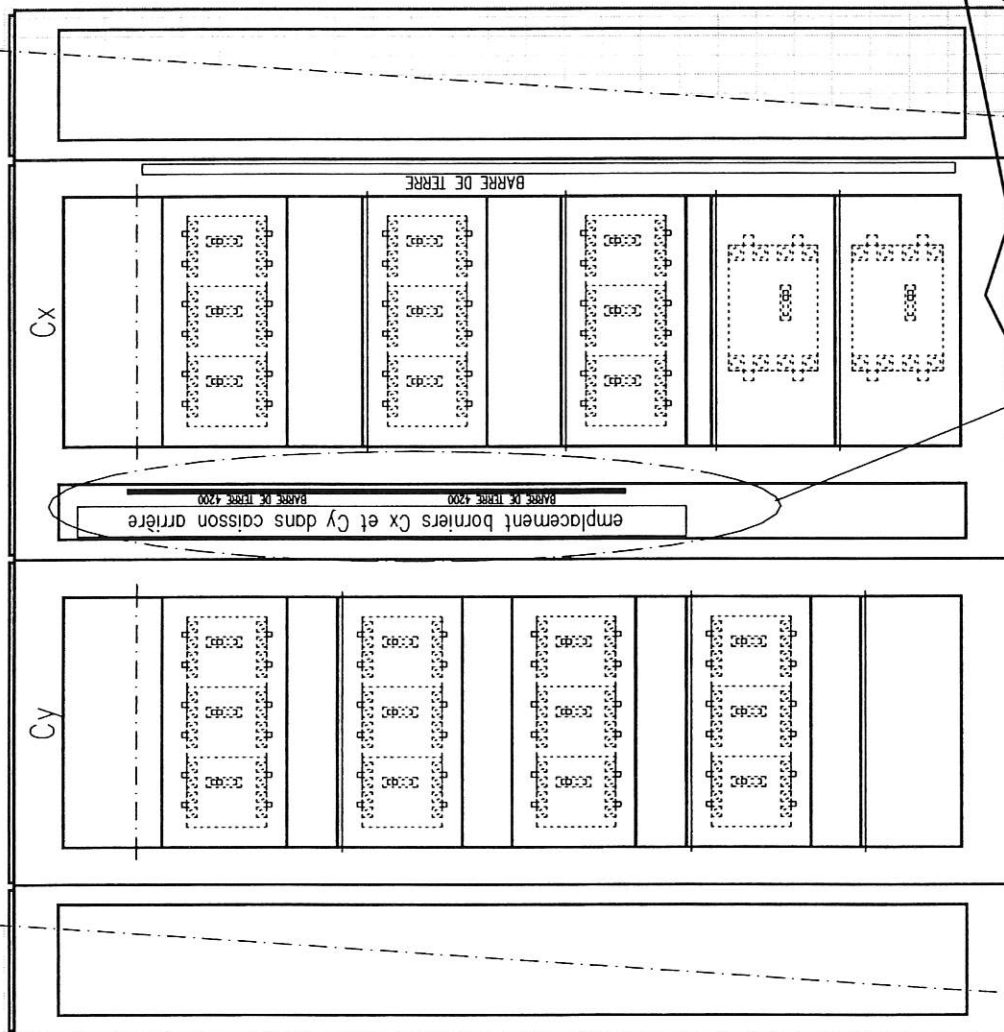 BARRE DE TERRE
Cx
BARRE DE TERRE 4200 BARRE DE TERRE 4200
emplacement borniers Cx et Cy dans caisson arrière
Cy